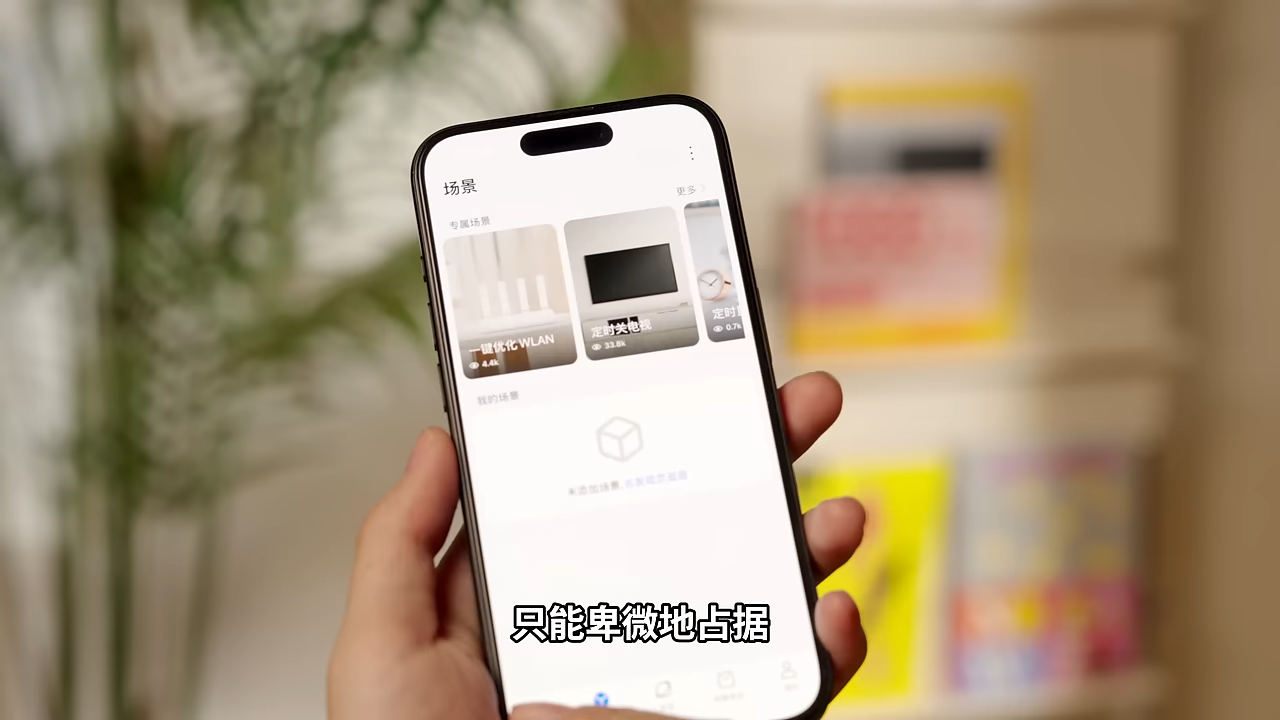 场景
更多
专属场景
一键优化 WLAN
4.4k
定时关电视
33.8k
定时
0.7k
我的场景
只能卑微地占据